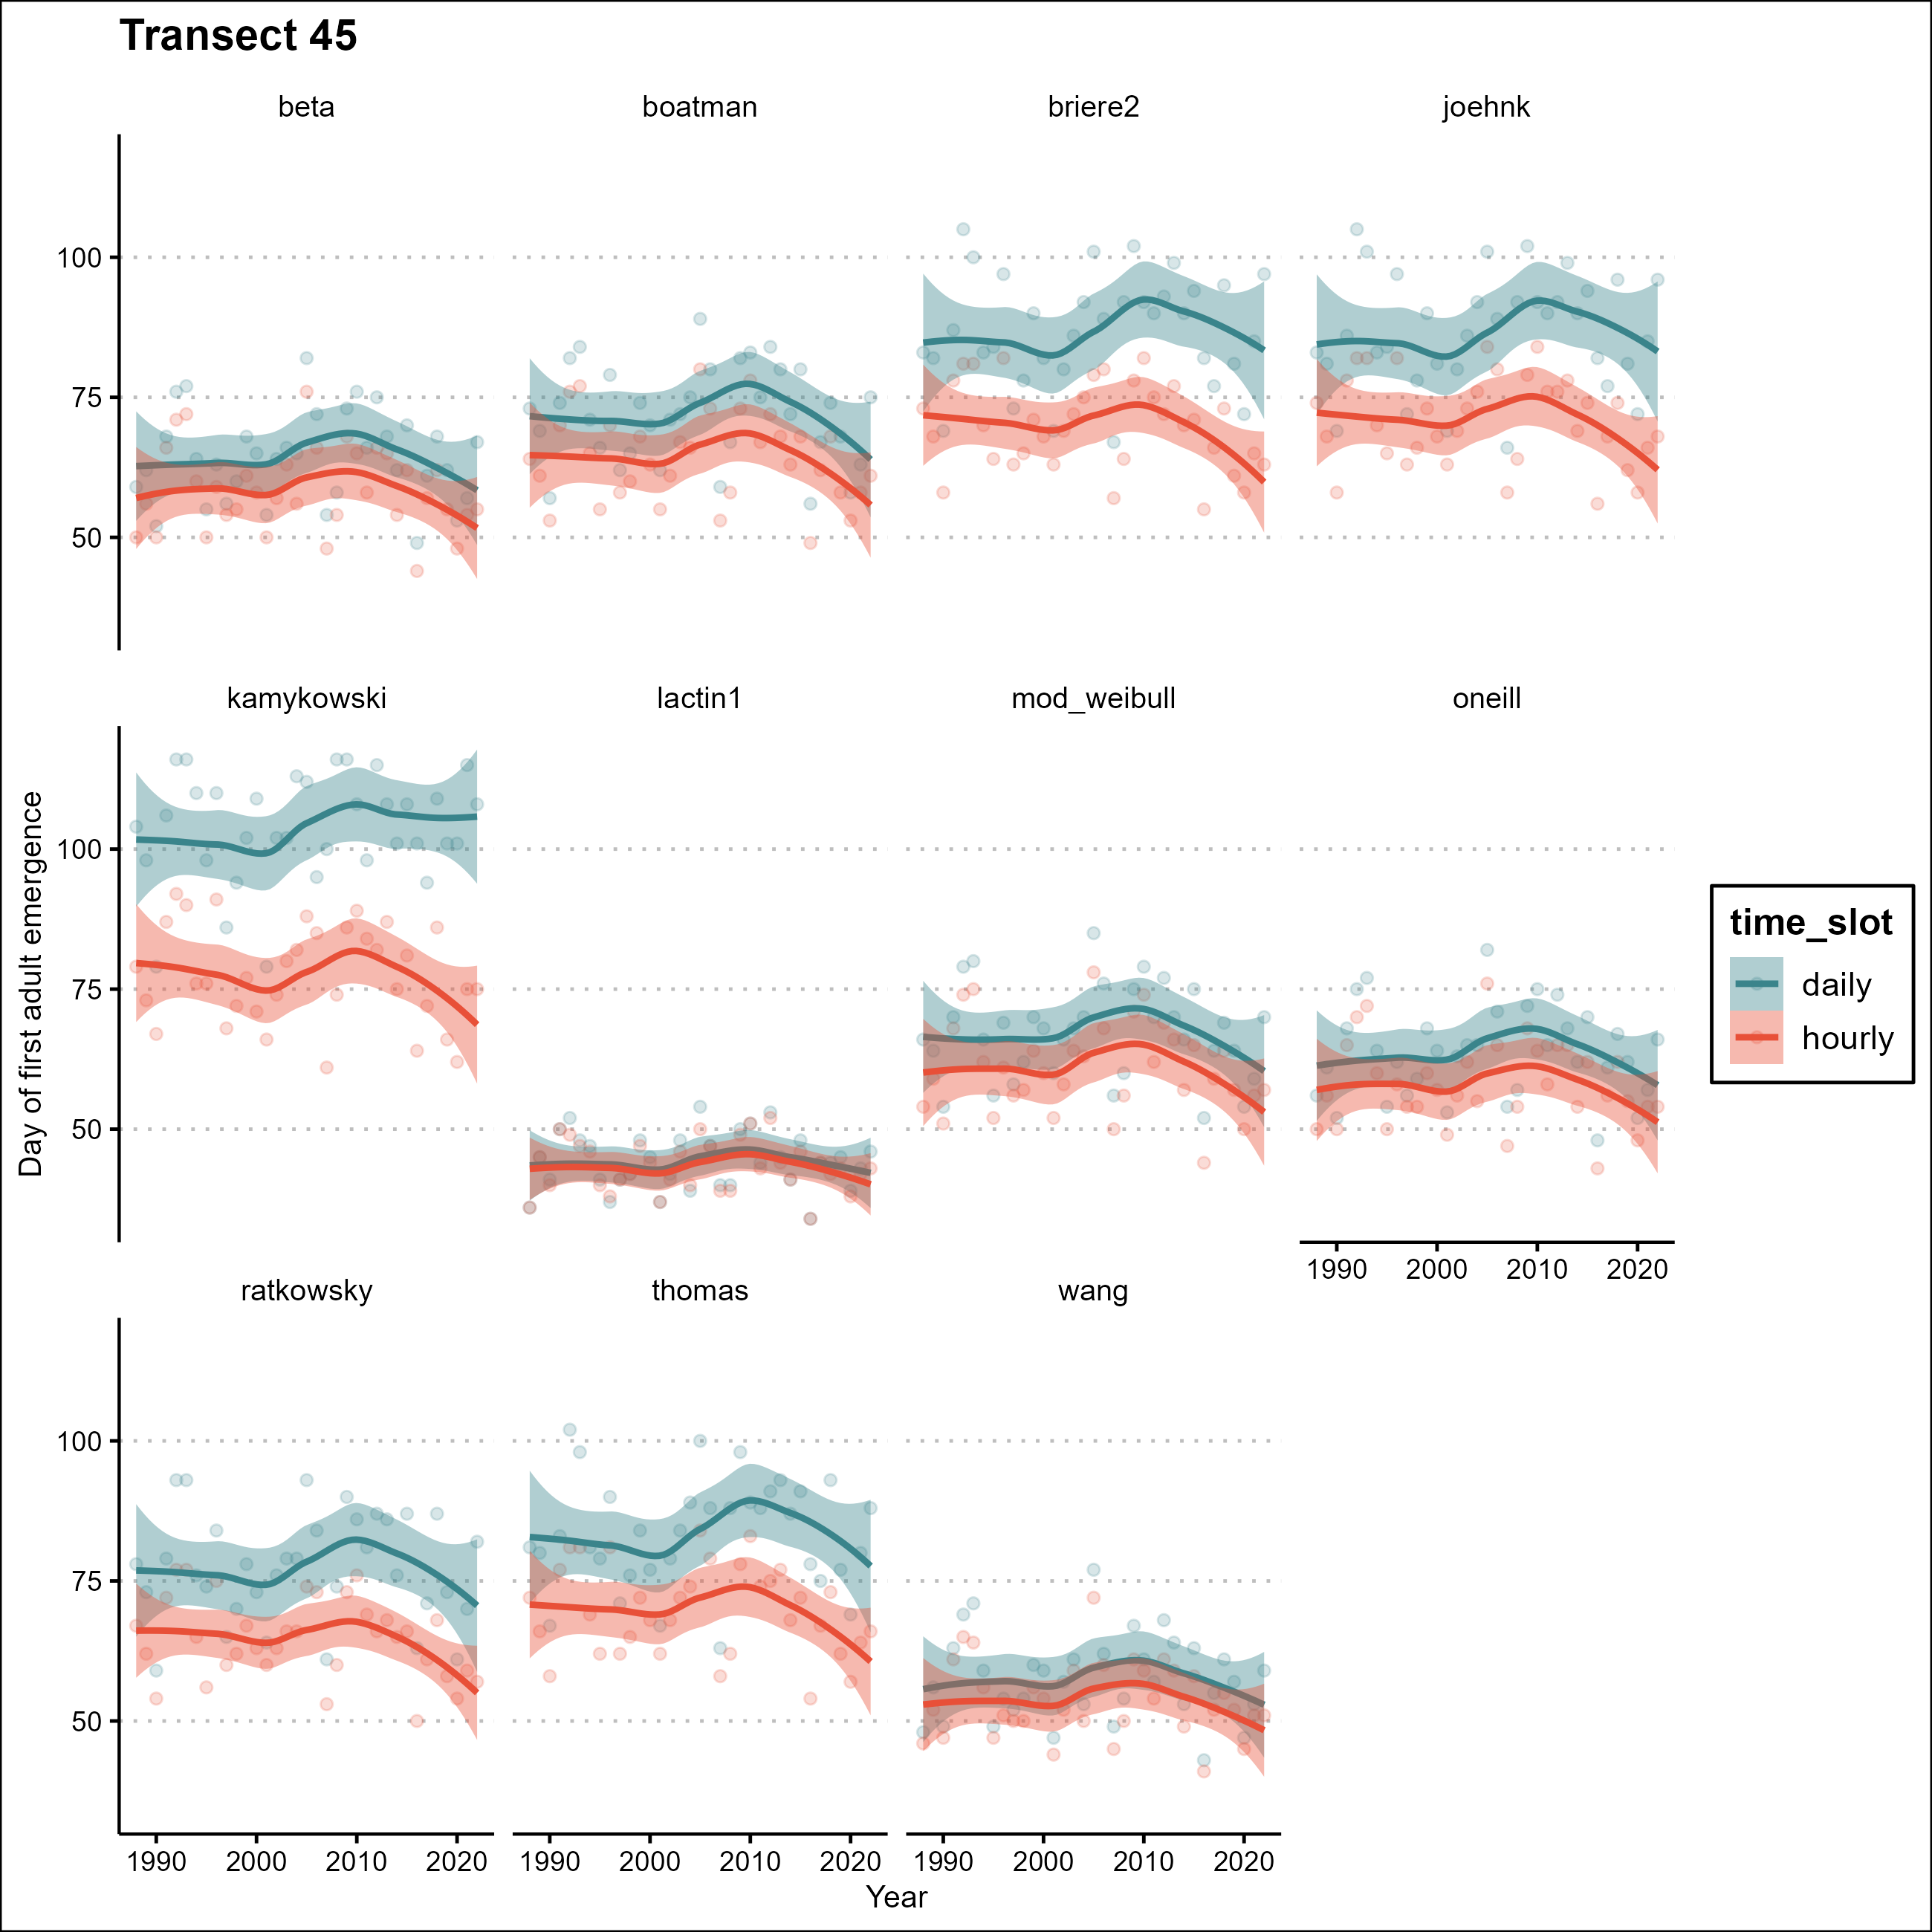 Transect 45
beta
boatman
briere2
joehnk
100
75
50
kamykowski
lactin1
mod_weibull
oneill
100
75
50
1990 2000 2010 2020
ratkowsky
thomas
wang
100
75
50
1990 2000 2010 2020
1990 2000 2010 2020
1990 2000 2010 2020
Year
Day of first adult emergence
time_slot
daily
hourly